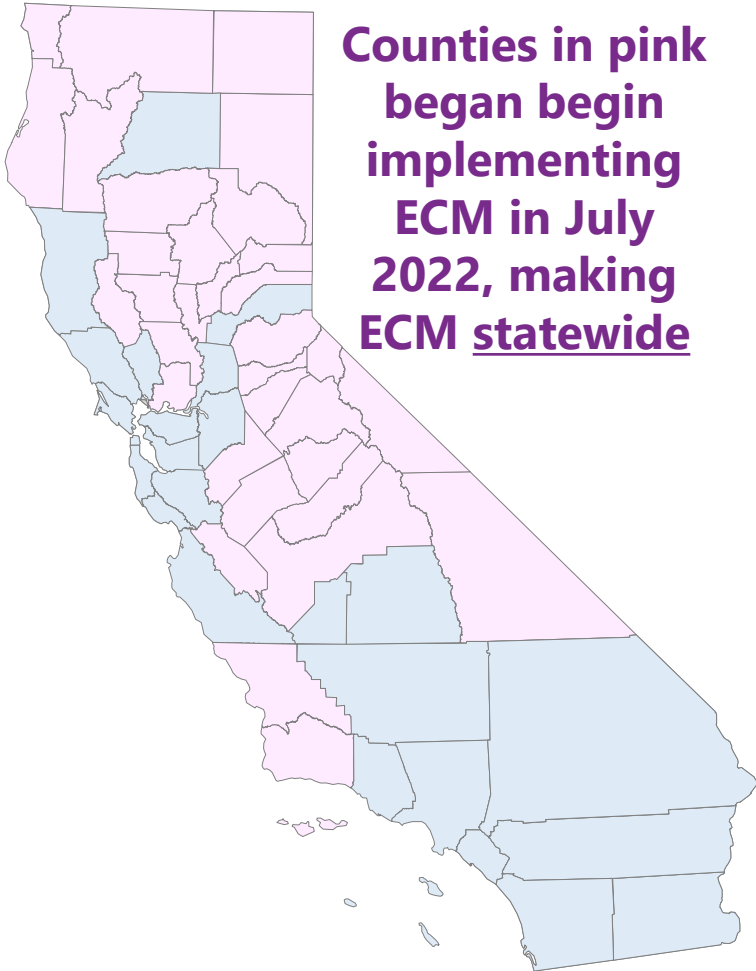 Counties in pink
began begin
implementing
ECM in July
2022, making
ECM statewide